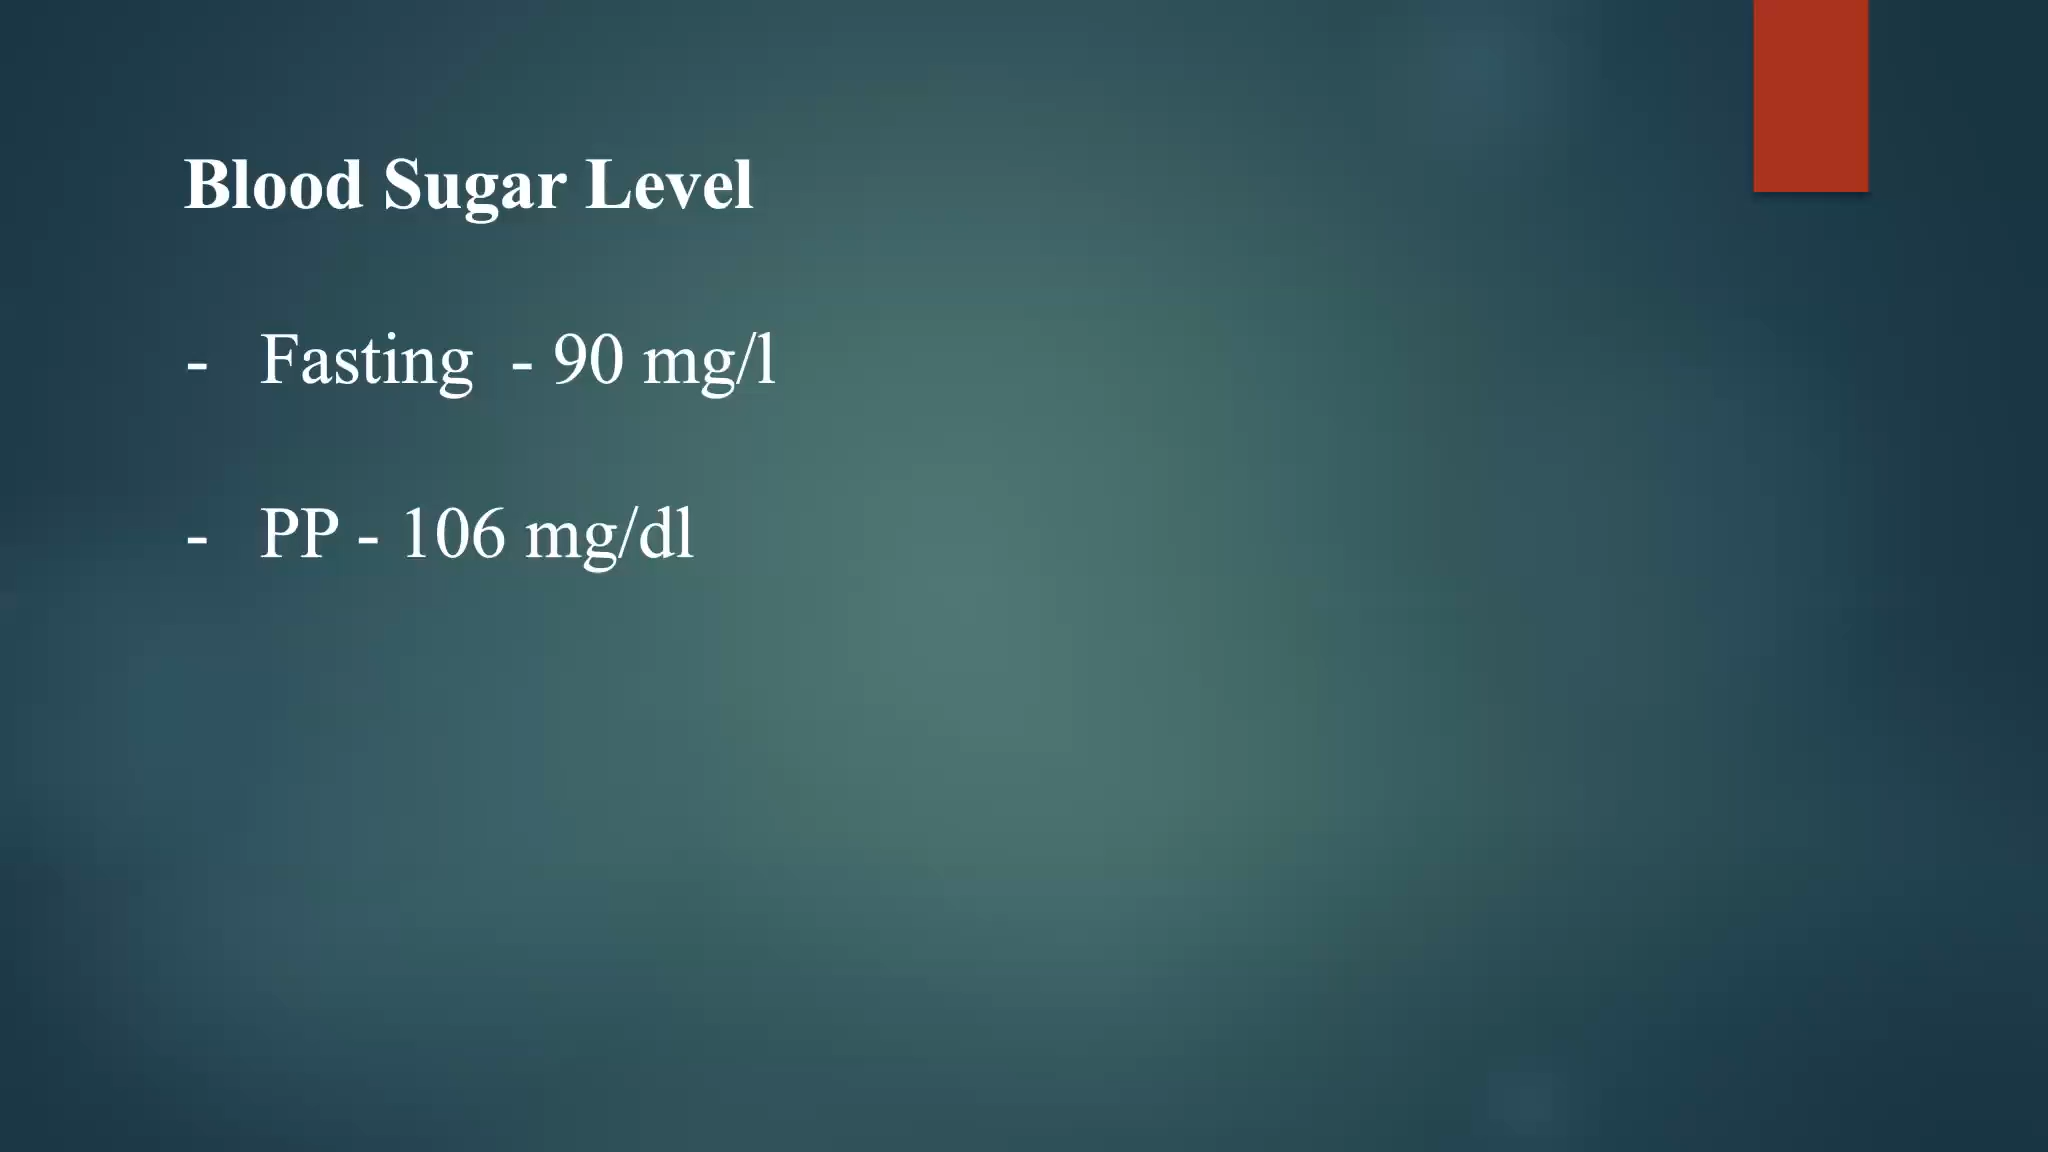 Blood Sugar Level
- Fasting - 90 mg/l
- PP - 106 mg/dl